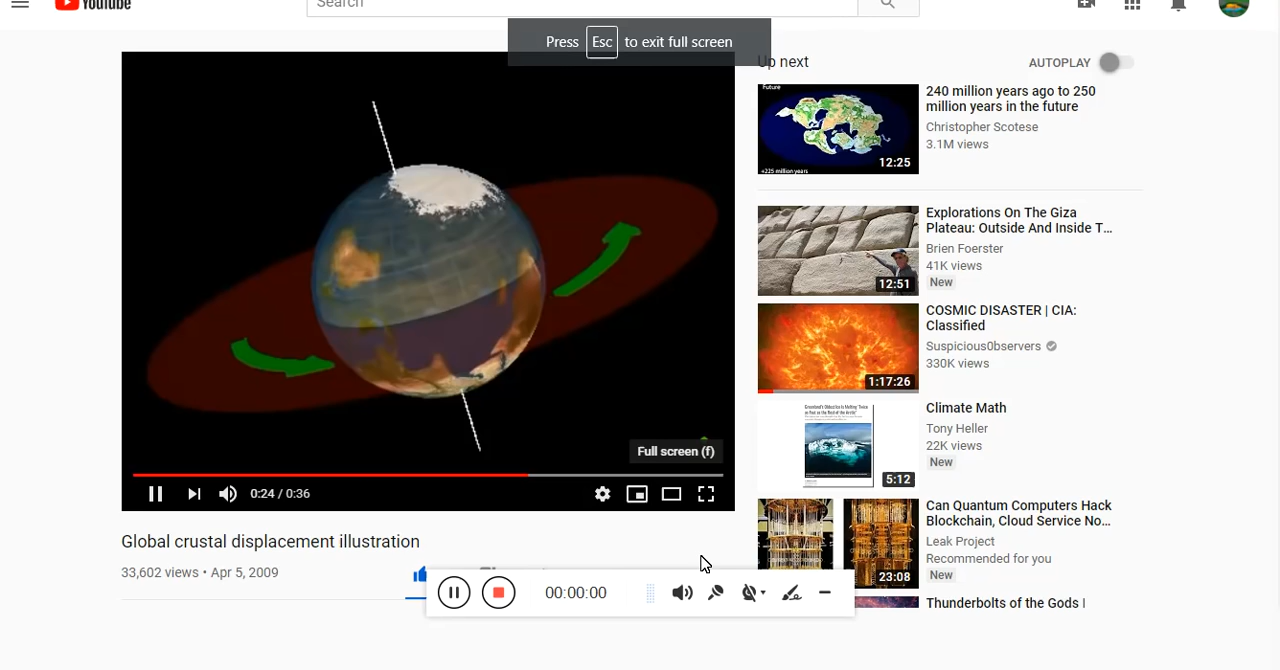 YouTube
Search
Press Esc to exit full screen
Up next
AUTOPLAY
Future
+225 million years
12:25
240 million years ago to 250
million years in the future
Christopher Scotese
3.1M views
12:51
Explorations On The Giza
Plateau: Outside And Inside T...
Brien Foerster
41K views
New
1:17:26
COSMIC DISASTER | CIA:
Classified
Suspicious0bservers
330K views
5:12
Climate Math
Tony Heller
22K views
New
23:08
Can Quantum Computers Hack
Blockchain, Cloud Service No...
Leak Project
Recommended for you
New
Thunderbolts of the Gods |
Full screen (f)
0:24 / 0:36
Global crustal displacement illustration
33,602 views • Apr 5, 2009
00:00:00